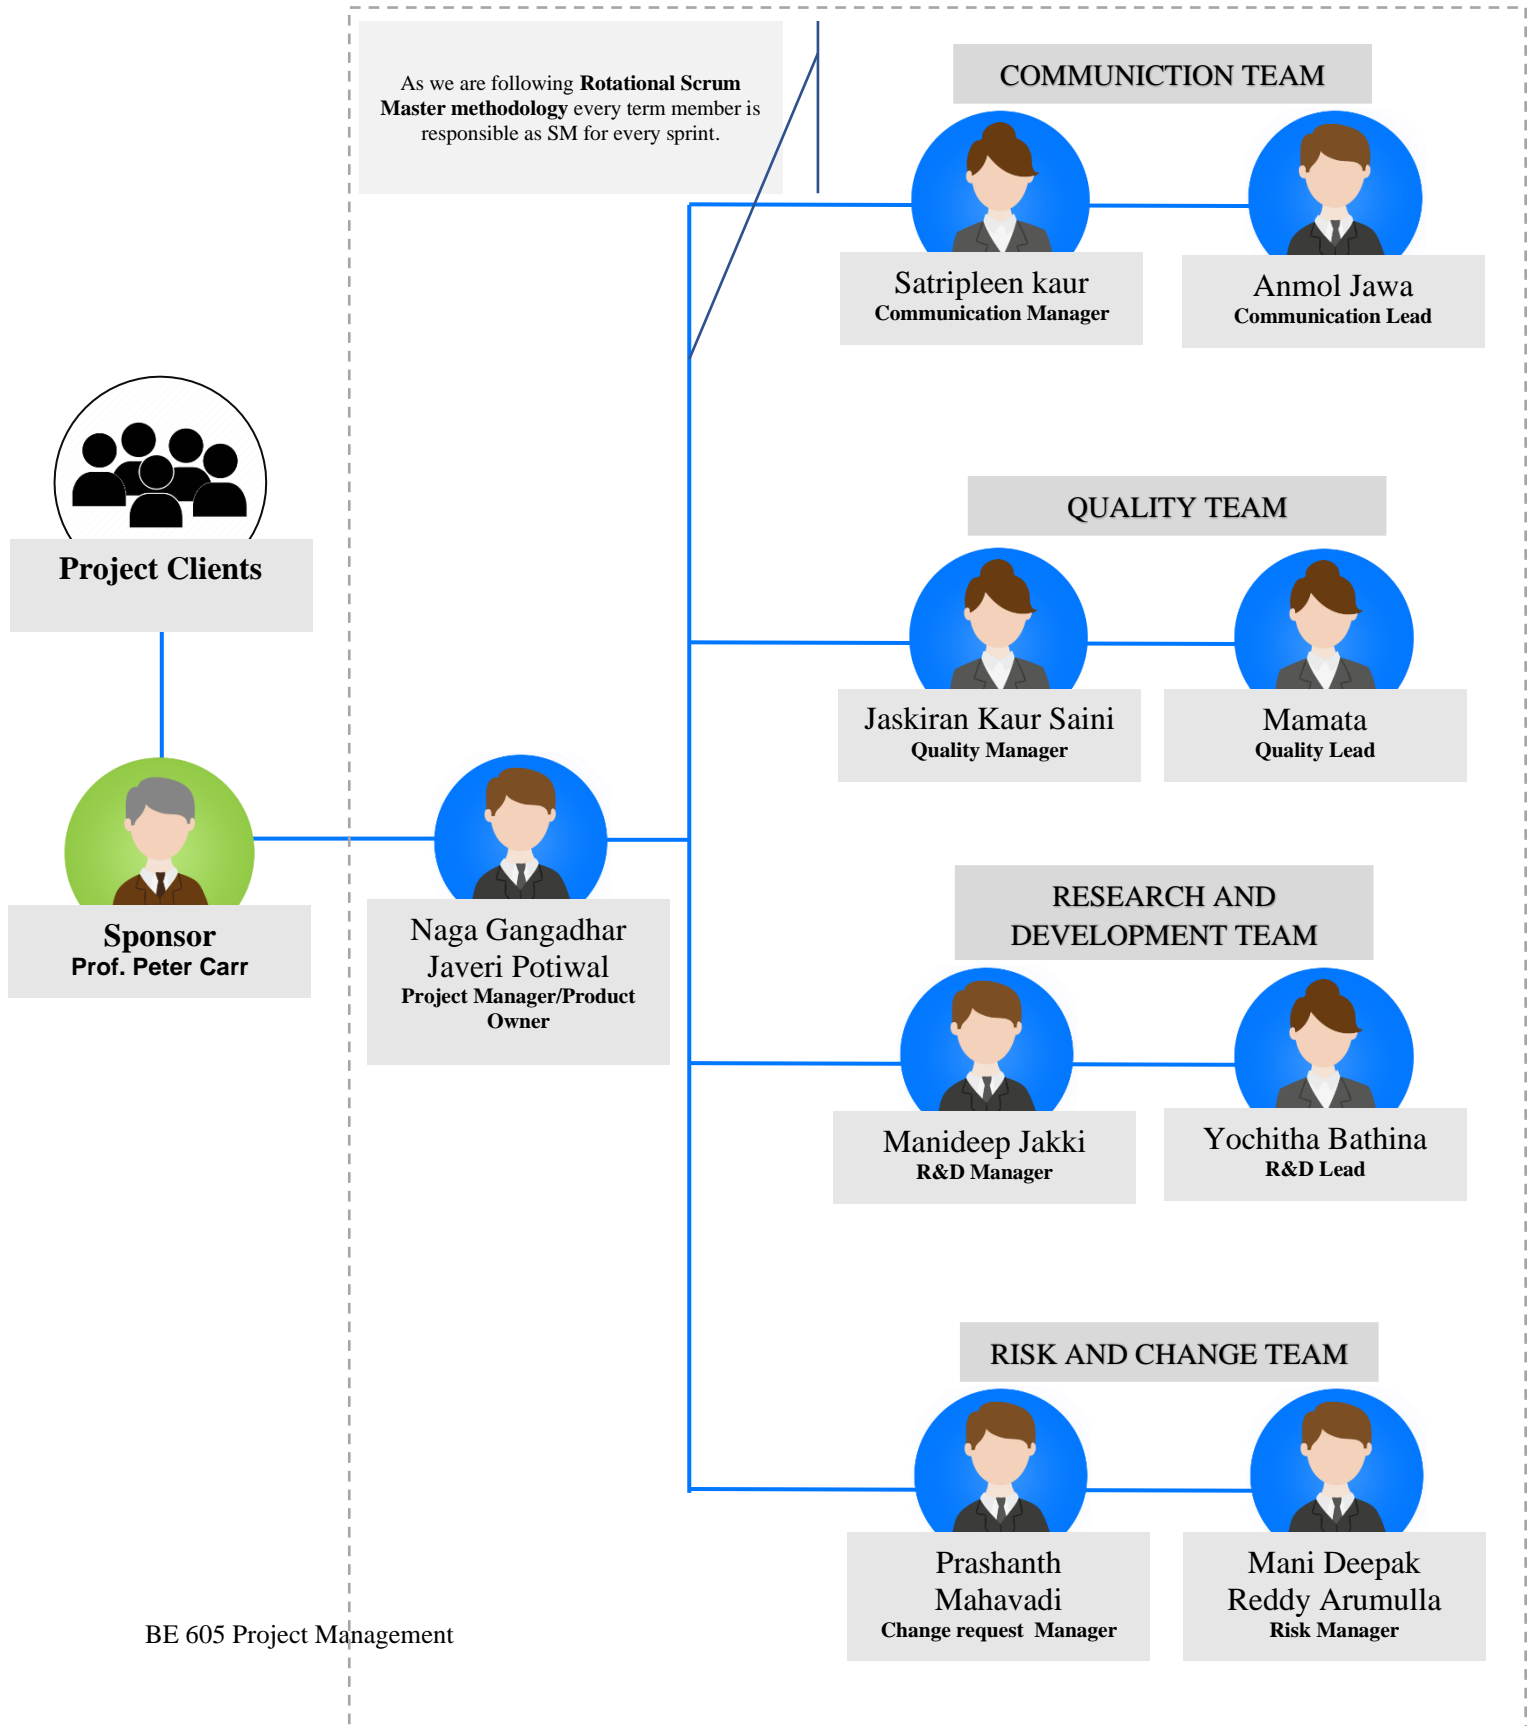 As we are following Rotational Scrum
Master methodology every term member is
responsible as SM for every sprint.
COMMUNICTION TEAM
Satripleen kaur
Communication Manager
Anmol Jawa
Communication Lead
Project Clients
QUALITY TEAM
Jaskiran Kaur Saini
Quality Manager
Mamata
Quality Lead
Sponsor
Prof. Peter Carr
Naga Gangadhar
Javeri Potiwal
Project Manager/Product
Owner
RESEARCH AND
DEVELOPMENT TEAM
Manideep Jakki
R&D Manager
Yochitha Bathina
R&D Lead
RISK AND CHANGE TEAM
Prashanth
Mahavadi
Change request  Manager
Mani Deepak
Reddy Arumulla
Risk Manager
BE 605 Project Management